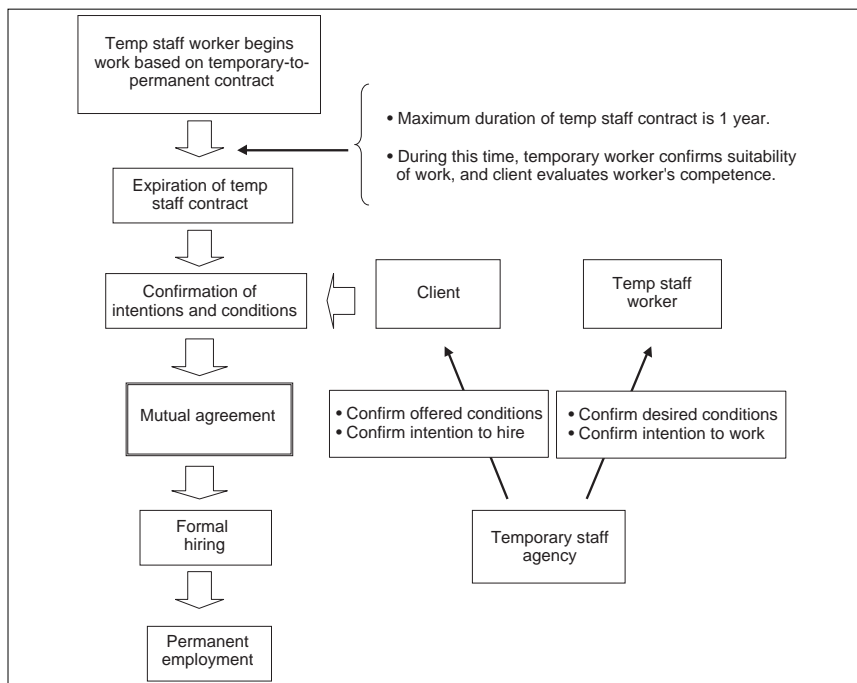 Temp staff worker begins
work based on temporary-to-
permanent contract
• Maximum duration of temp staff contract is 1 year.
• During this time, temporary worker confirms suitability
of work, and client evaluates worker's competence.
Expiration of temp
staff contract
Confirmation of
intentions and conditions
Client
Temp staff
worker
Mutual agreement
• Confirm offered conditions
• Confirm intention to hire
• Confirm desired conditions
• Confirm intention to work
Formal
hiring
Temporary staff
agency
Permanent
employment